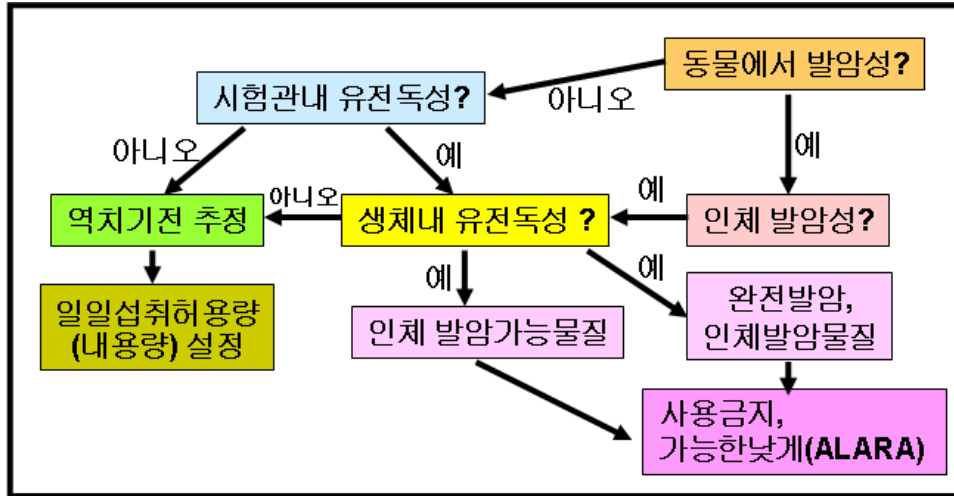 동물에서 발암성?
시험관내 유전독성?
아니오
아니오
예
예
역치기전 추정
아니오
생체내 유전독성 ?
예
인체 발암성?
예
예
일일섭취허용량
(내용량) 설정
인체 발암가능물질
완전발암,
인체발암물질
사용금지,
가능한낮게(ALARA)